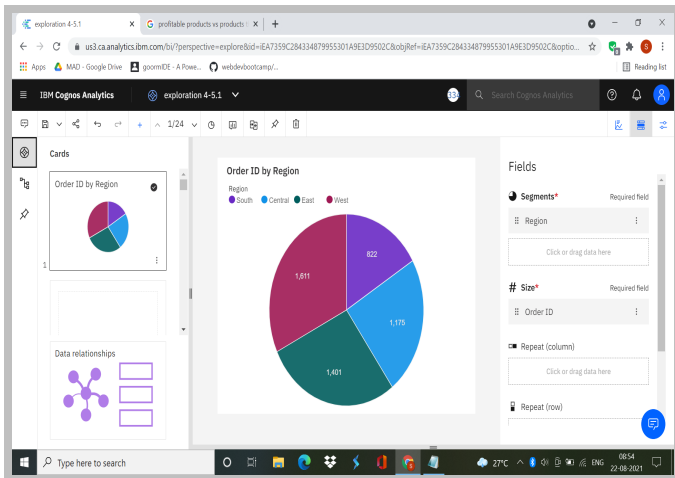 exploration 4-5.1
profitable products vs products t
us3.ca.analytics.ibm.com/bi/?perspective=explore&id=iEA7359C284334879955301A9E3D9502C&objRef=iEA7359C284334879955301A9E3D9502C&optio...
Apps MAD - Google Drive goormIDE - A Powe... webdevbootcamp/... Reading list
IBM Cognos Analytics exploration 4-5.1 Search Cognos Analytics
1/24
Cards
Order ID by Region
1
Data relationships
Order ID by Region
Region
South Central East West
822
1,611
1,175
1,401
Fields
Segments* Required field
Region
Click or drag data here
Size* Required field
Order ID
Repeat (column)
Click or drag data here
Repeat (row)
Type here to search
27°C ENG 08:54
22-08-2021